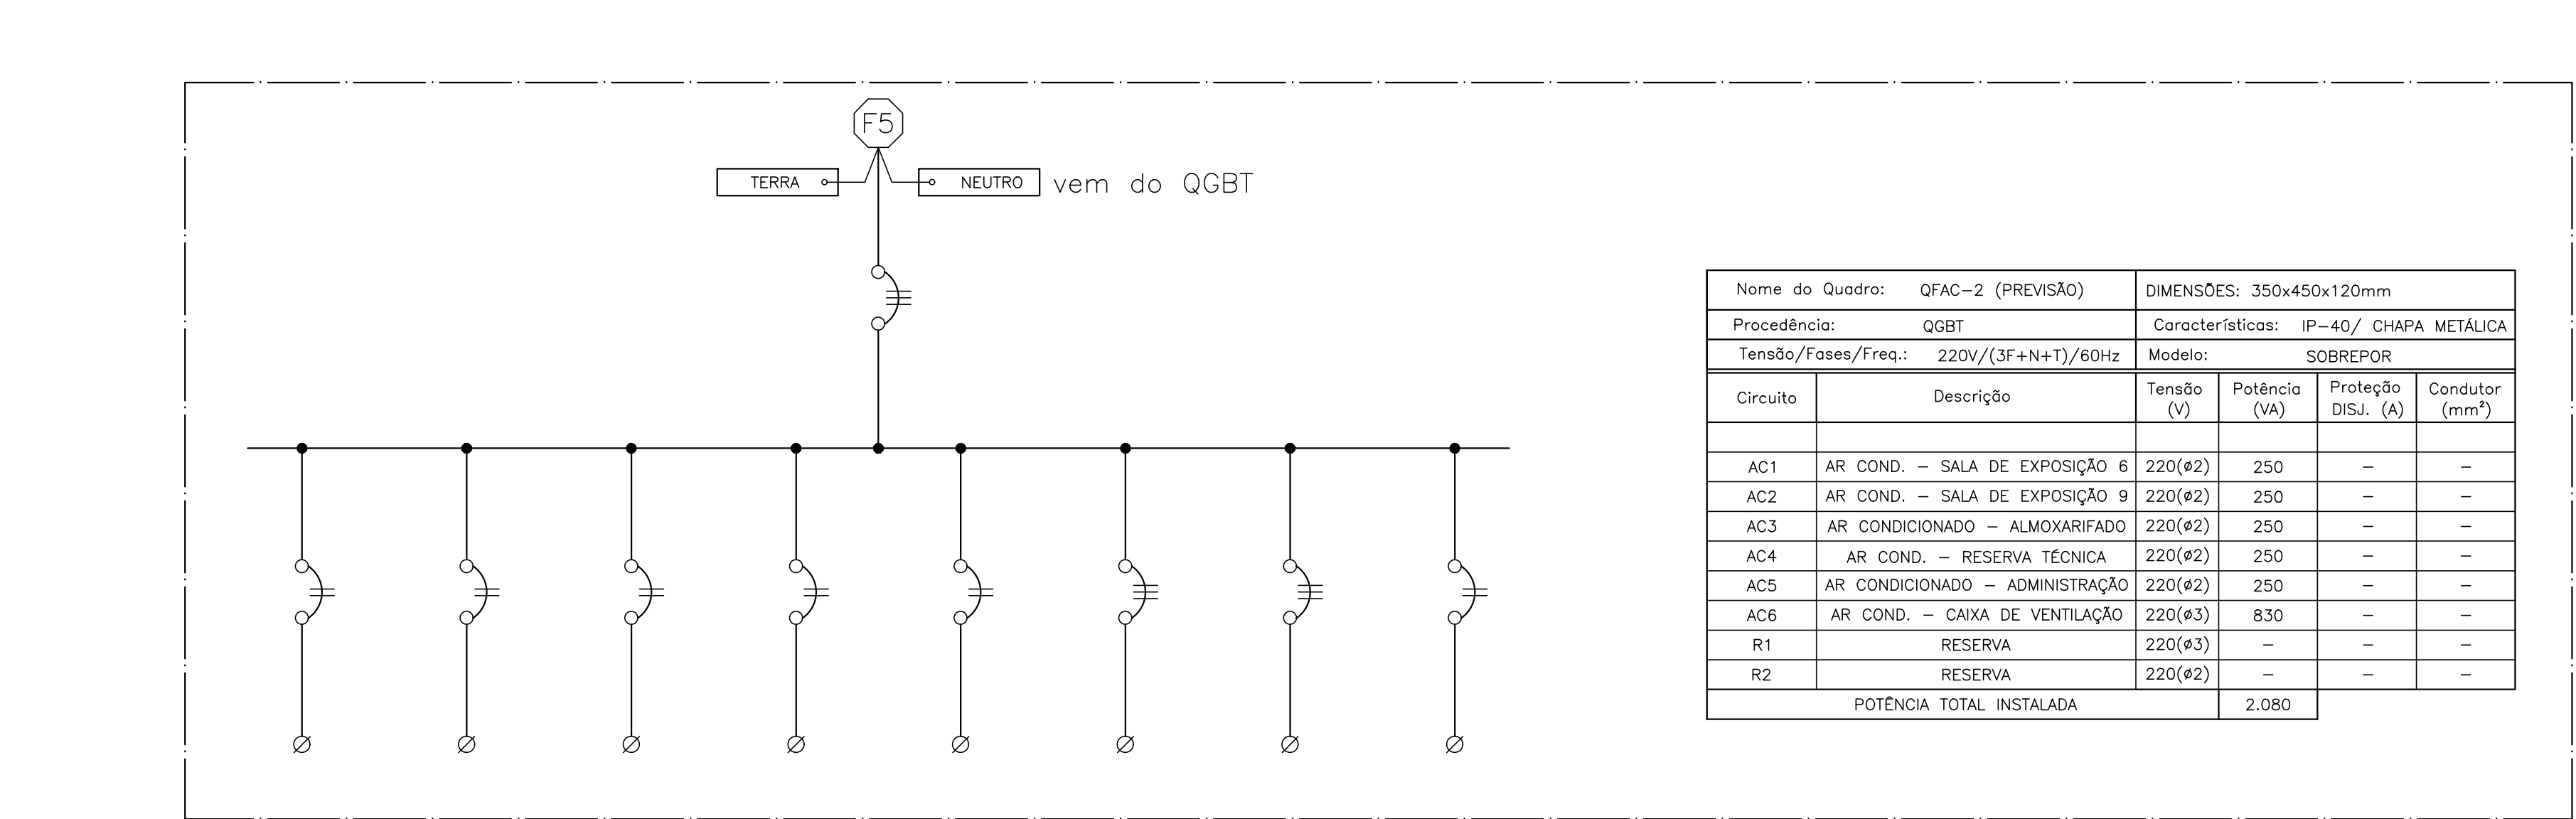 F5
TERRA
NEUTRO
vem do QGBT
Nome do Quadro: QFAC-2 (PREVISÃO) DIMENSÕES: 350x450x120mm
Procedência: QGBT Características: IP-40/ CHAPA METÁLICA
Tensão/Fases/Freq.: 220V/(3F+N+T)/60Hz Modelo: SOBREPOR
Circuito Descrição Tensão (V) Potência (VA) Proteção DISJ. (A) Condutor (mm²)
AC1 AR COND. - SALA DE EXPOSIÇÃO 6 220(ø2) 250 - -
AC2 AR COND. - SALA DE EXPOSIÇÃO 9 220(ø2) 250 - -
AC3 AR CONDICIONADO - ALMOXARIFADO 220(ø2) 250 - -
AC4 AR COND. - RESERVA TÉCNICA 220(ø2) 250 - -
AC5 AR CONDICIONADO - ADMINISTRAÇÃO 220(ø2) 250 - -
AC6 AR COND. - CAIXA DE VENTILAÇÃO 220(ø3) 830 - -
R1 RESERVA 220(ø3) - - -
R2 RESERVA 220(ø2) - - -
POTÊNCIA TOTAL INSTALADA 2.080